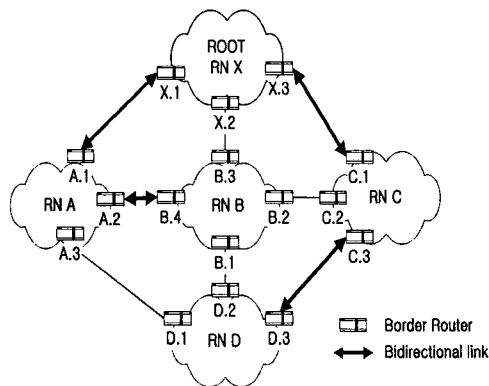 ROOT
RN X
X.1
X.3
X.2
A.1
B.3
C.1
RN A
A.2
B.4
RN B
B.2
C.2
RN C
A.3
B.1
C.3
D.2
D.1
RN D
D.3
Border Router
Bidirectional link